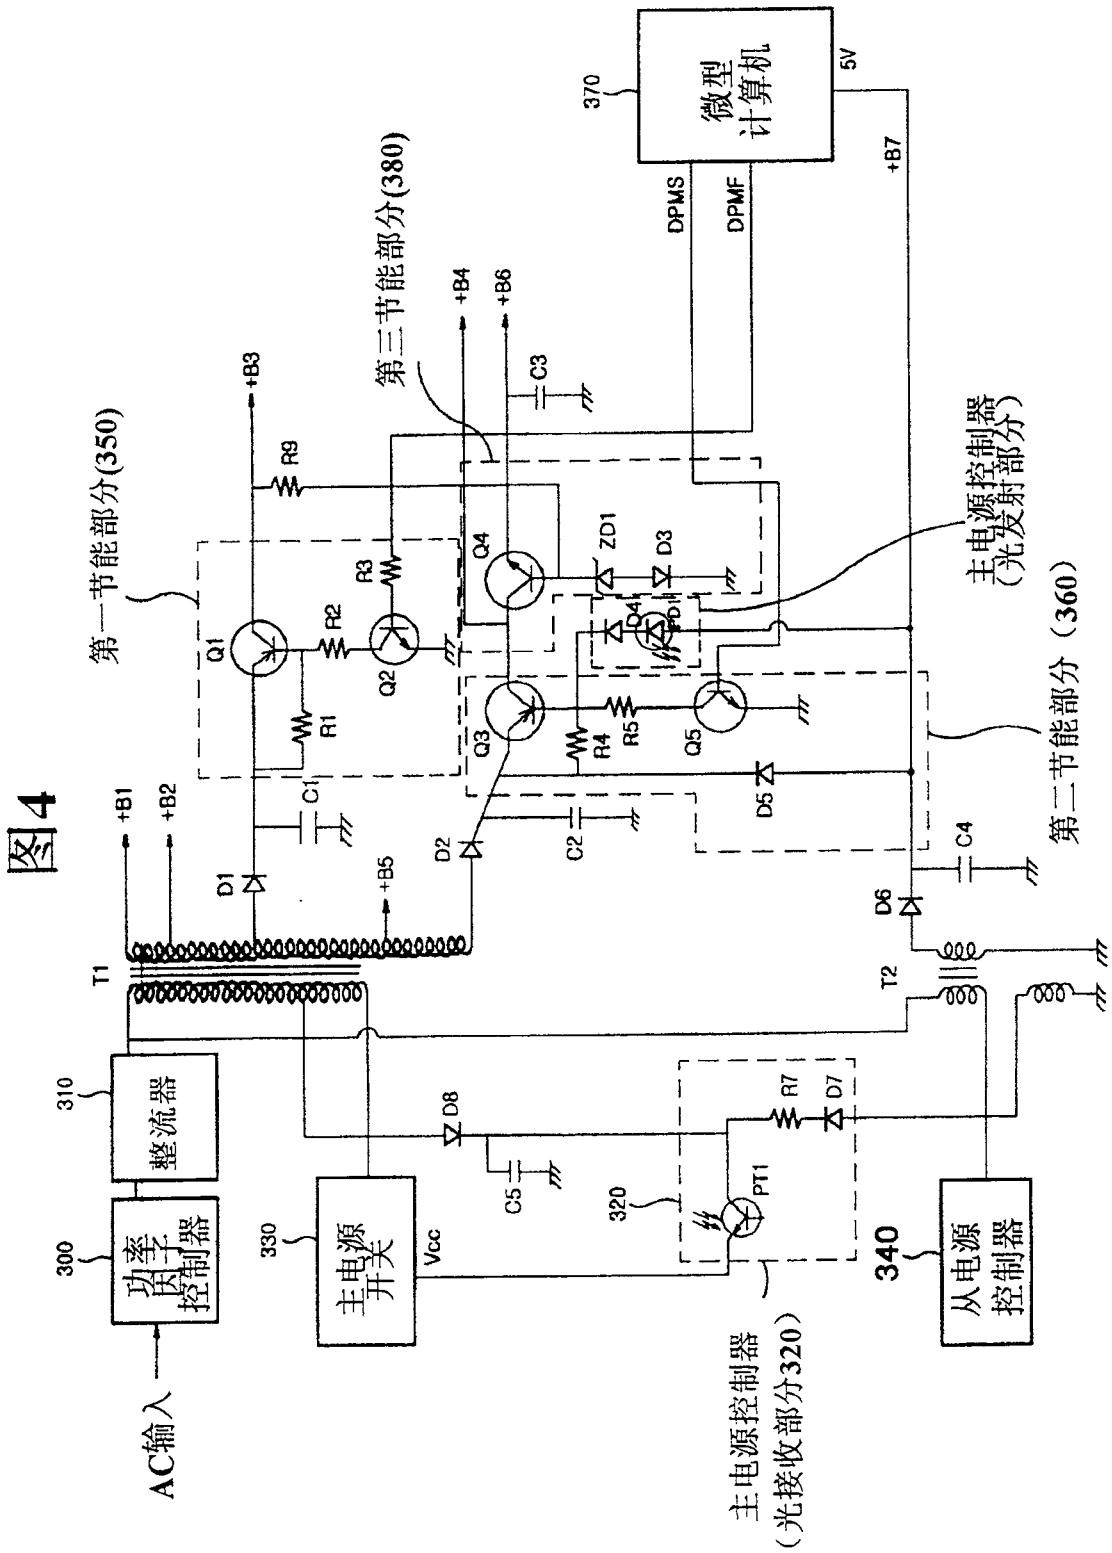 图4
AC输入
300
功率
因子
控制器
310
整流器
T1
+B1
+B2
+B5
D1
C1
第一节能部分(350)
Q1
R1
R2
Q2
R3
R9
+B3
第三节能部分(380)
+B4
+B6
C3
Q4
ZD1
D3
D2
C2
Q3
R4
R5
Q5
D5
D4
PD1
370
微型
计算机
5V
DPMS
DPMF
+B7
主电源控制器
(光发射部分)
第二节能部分（360）
330
主电源
开关
Vcc
D8
C5
320
PT1
R7
D7
主电源控制器
(光接收部分320)
340
从电源
控制器
T2
D6
C4